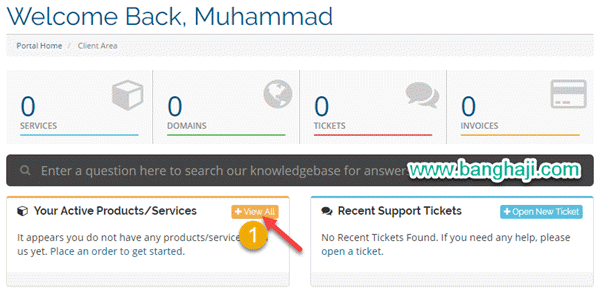 Welcome Back, Muhammad
Portal Home / Client Area
0
SERVICES
0
DOMAINS
0
TICKETS
0
INVOICES
Enter a question here to search our knowledgebase for answer
www.banghaji.com
Your Active Products/Services
+ View All
It appears you do not have any products/service
us yet. Place an order to get started.
1
Recent Support Tickets
+ Open New Ticket
No Recent Tickets Found. If you need any help, please
open a ticket.